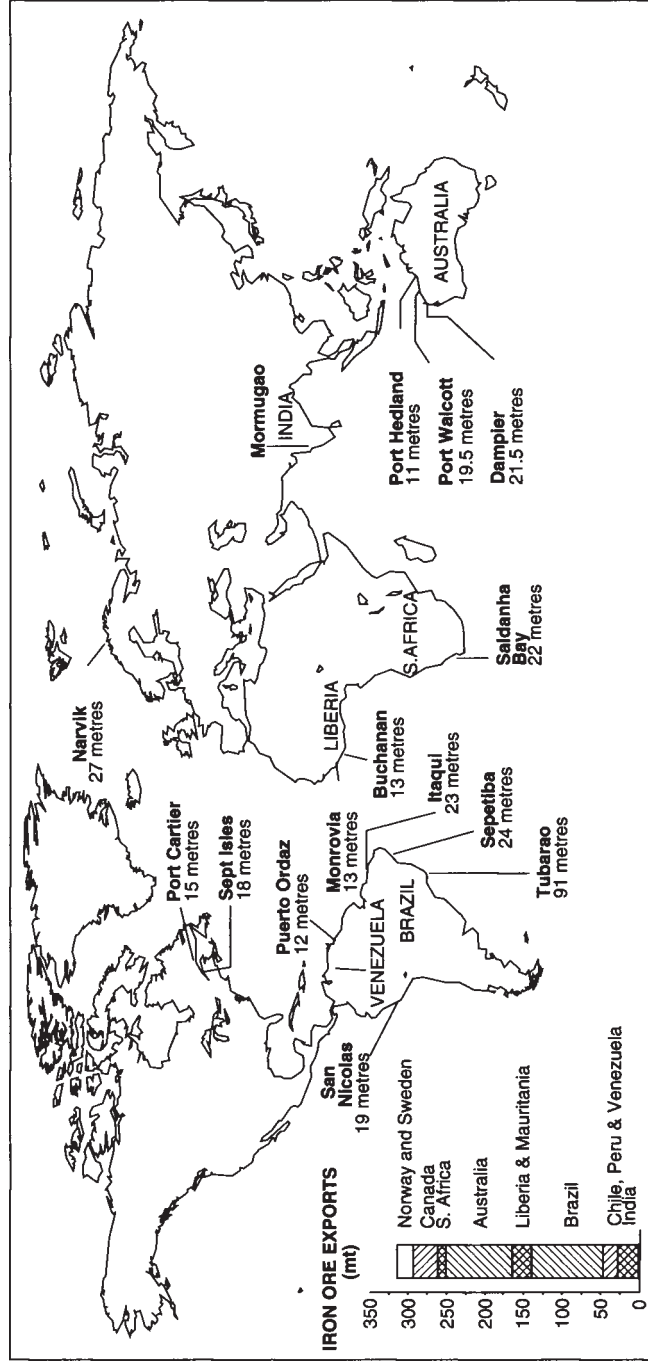 Narvik
27 metres
Port Cartier
15 metres
Sept Isles
18 metres
Puerto Ordaz
12 metres
Monrovia
13 metres
Buchanan
13 metres
Itaqui
23 metres
Sepetiba
24 metres
Tubarao
91 metres
San
Nicolas
19 metres
VENEZUELA
BRAZIL
LIBERIA
S.AFRICA
Saldanha
Bay
22 metres
Mormugao
INDIA
Port Hedland
11 metres
Port Walcott
19.5 metres
Dampier
21.5 metres
AUSTRALIA
IRON ORE EXPORTS
(mt)
350
300
250
200
150
100
50
0
Norway and Sweden
Canada
S. Africa
Australia
Liberia & Mauritania
Brazil
Chile, Peru & Venezuela
India